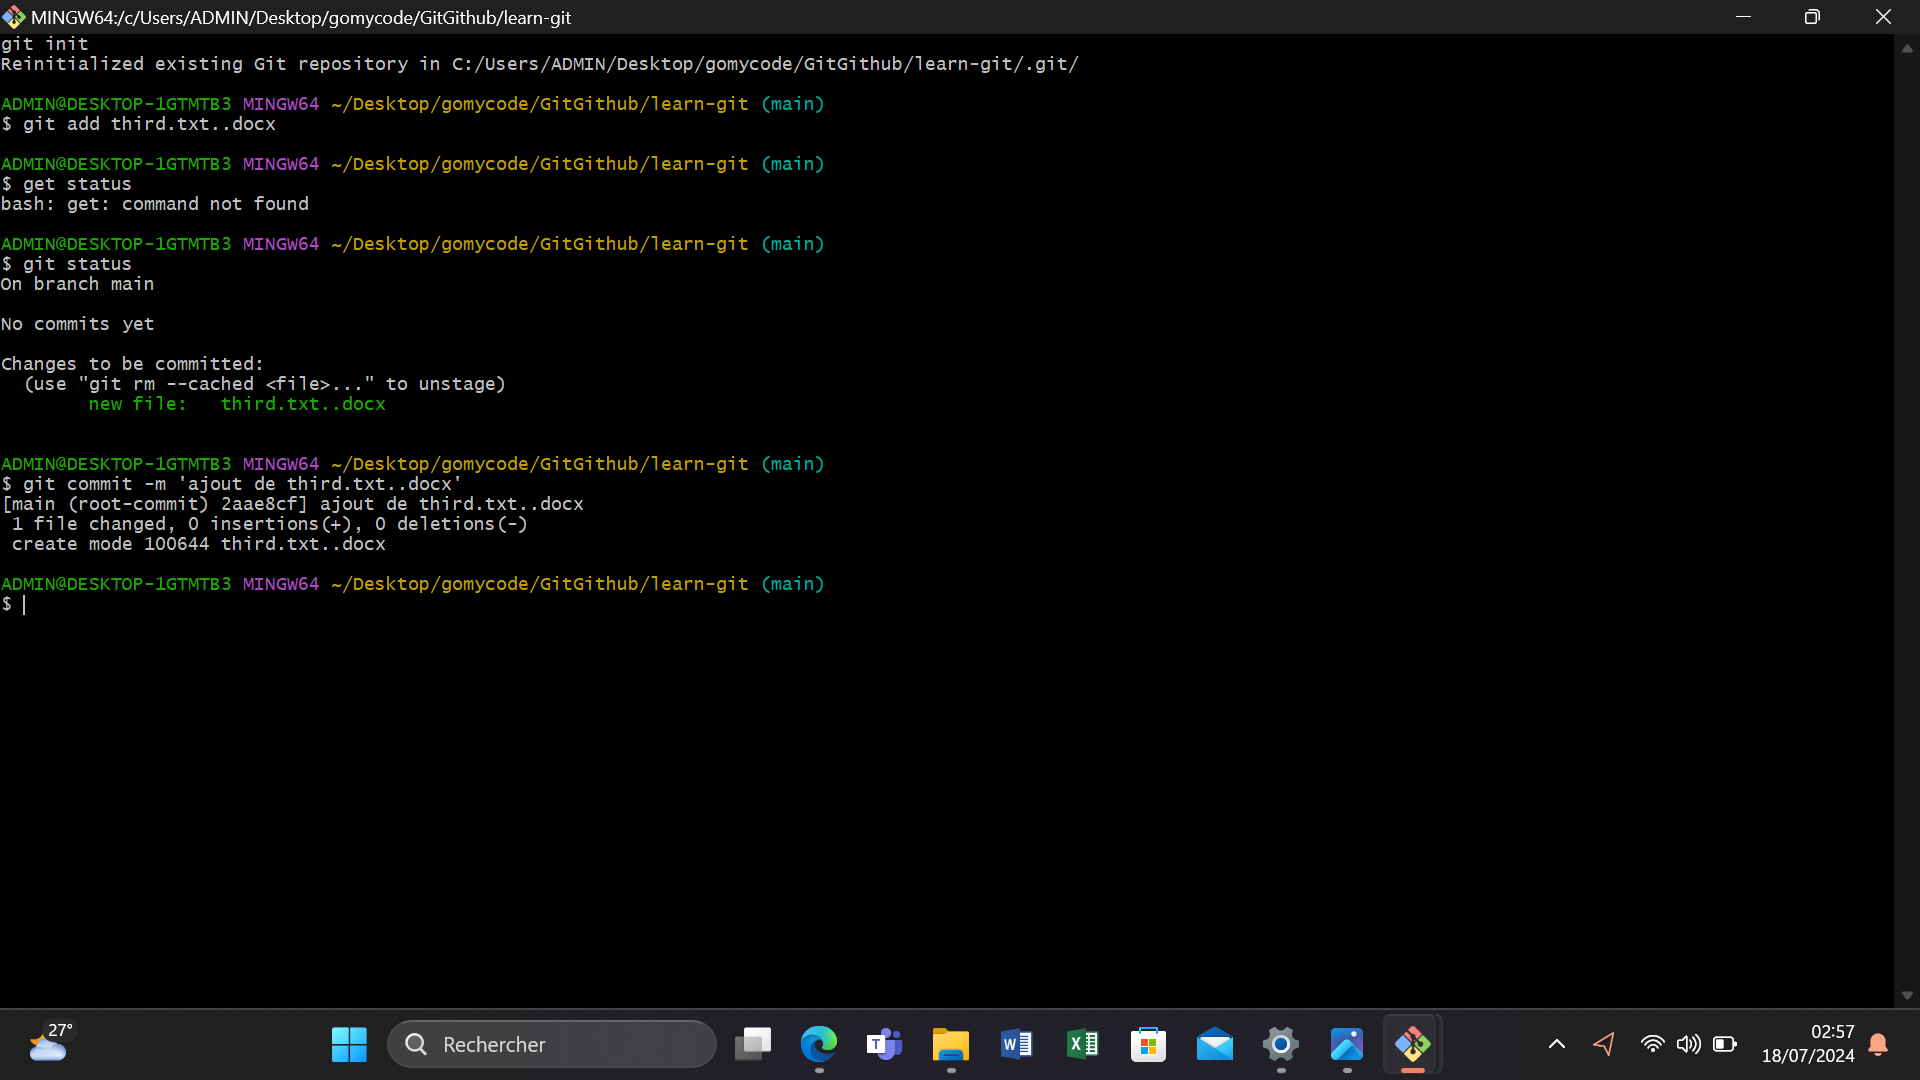 MINGW64:/c/Users/ADMIN/Desktop/gomycode/GitGithub/learn-git
git init
Reinitialized existing Git repository in C:/Users/ADMIN/Desktop/gomycode/GitGithub/learn-git/.git/
ADMIN@DESKTOP-1GTMTB3 MINGW64 ~/Desktop/gomycode/GitGithub/learn-git (main)
$ git add third.txt..docx
ADMIN@DESKTOP-1GTMTB3 MINGW64 ~/Desktop/gomycode/GitGithub/learn-git (main)
$ get status
bash: get: command not found
ADMIN@DESKTOP-1GTMTB3 MINGW64 ~/Desktop/gomycode/GitGithub/learn-git (main)
$ git status
On branch main
No commits yet
Changes to be committed:
  (use "git rm --cached <file>..." to unstage)
        new file:   third.txt..docx
ADMIN@DESKTOP-1GTMTB3 MINGW64 ~/Desktop/gomycode/GitGithub/learn-git (main)
$ git commit -m 'ajout de third.txt..docx'
[main (root-commit) 2aae8cf] ajout de third.txt..docx
 1 file changed, 0 insertions(+), 0 deletions(-)
 create mode 100644 third.txt..docx
ADMIN@DESKTOP-1GTMTB3 MINGW64 ~/Desktop/gomycode/GitGithub/learn-git (main)
$
27°
Rechercher
02:57
18/07/2024